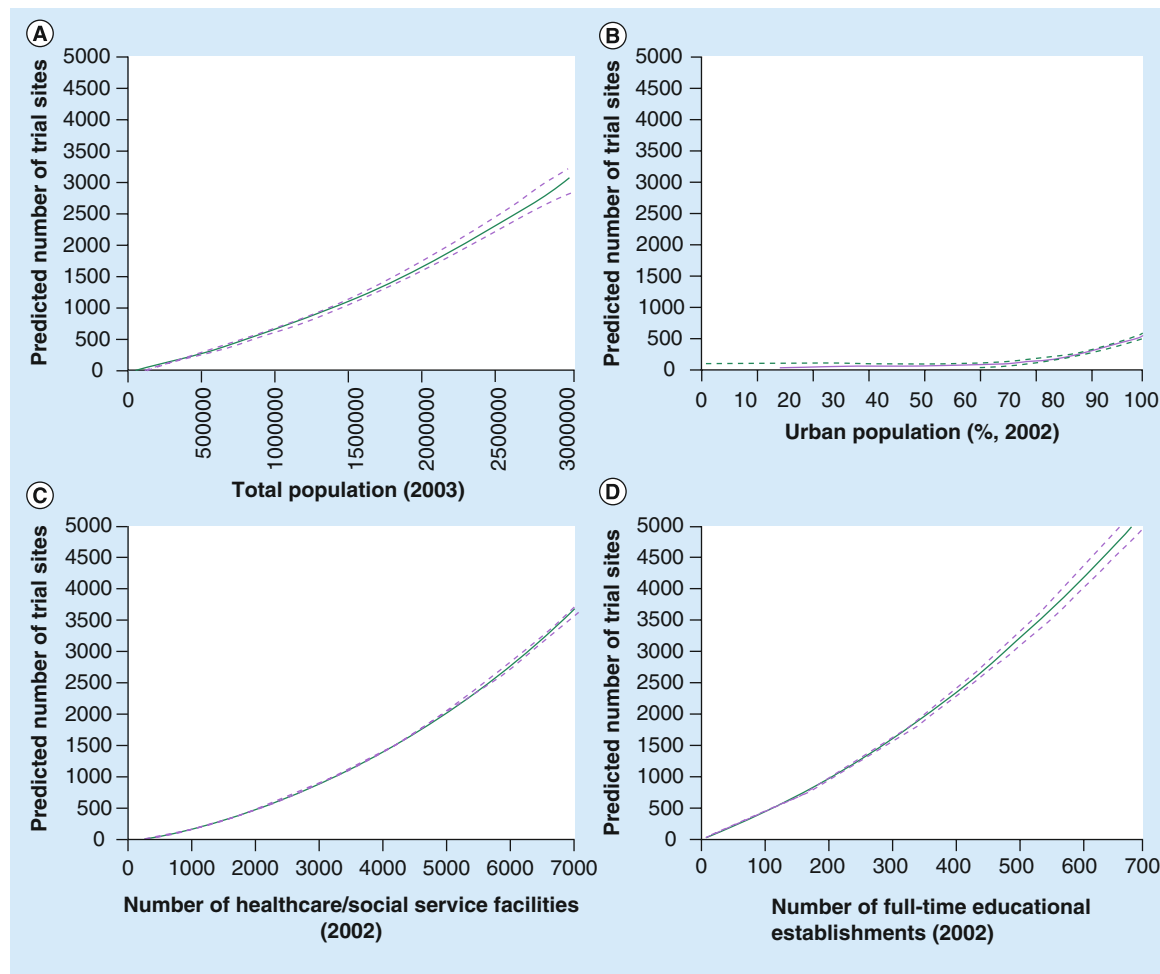 A
Predicted number of trial sites
5000
4500
4000
3500
3000
2500
2000
1500
1000
500
0
0 500000 1000000 1500000 2000000 2500000 3000000
Total population (2003)
B
Predicted number of trial sites
5000
4500
4000
3500
3000
2500
2000
1500
1000
500
0
0 10 20 30 40 50 60 70 80 90 100
Urban population (%, 2002)
C
Predicted number of trial sites
5000
4500
4000
3500
3000
2500
2000
1500
1000
500
0
0 1000 2000 3000 4000 5000 6000 7000
Number of healthcare/social service facilities
(2002)
D
Predicted number of trial sites
5000
4500
4000
3500
3000
2500
2000
1500
1000
500
0
0 100 200 300 400 500 600 700
Number of full-time educational
establishments (2002)